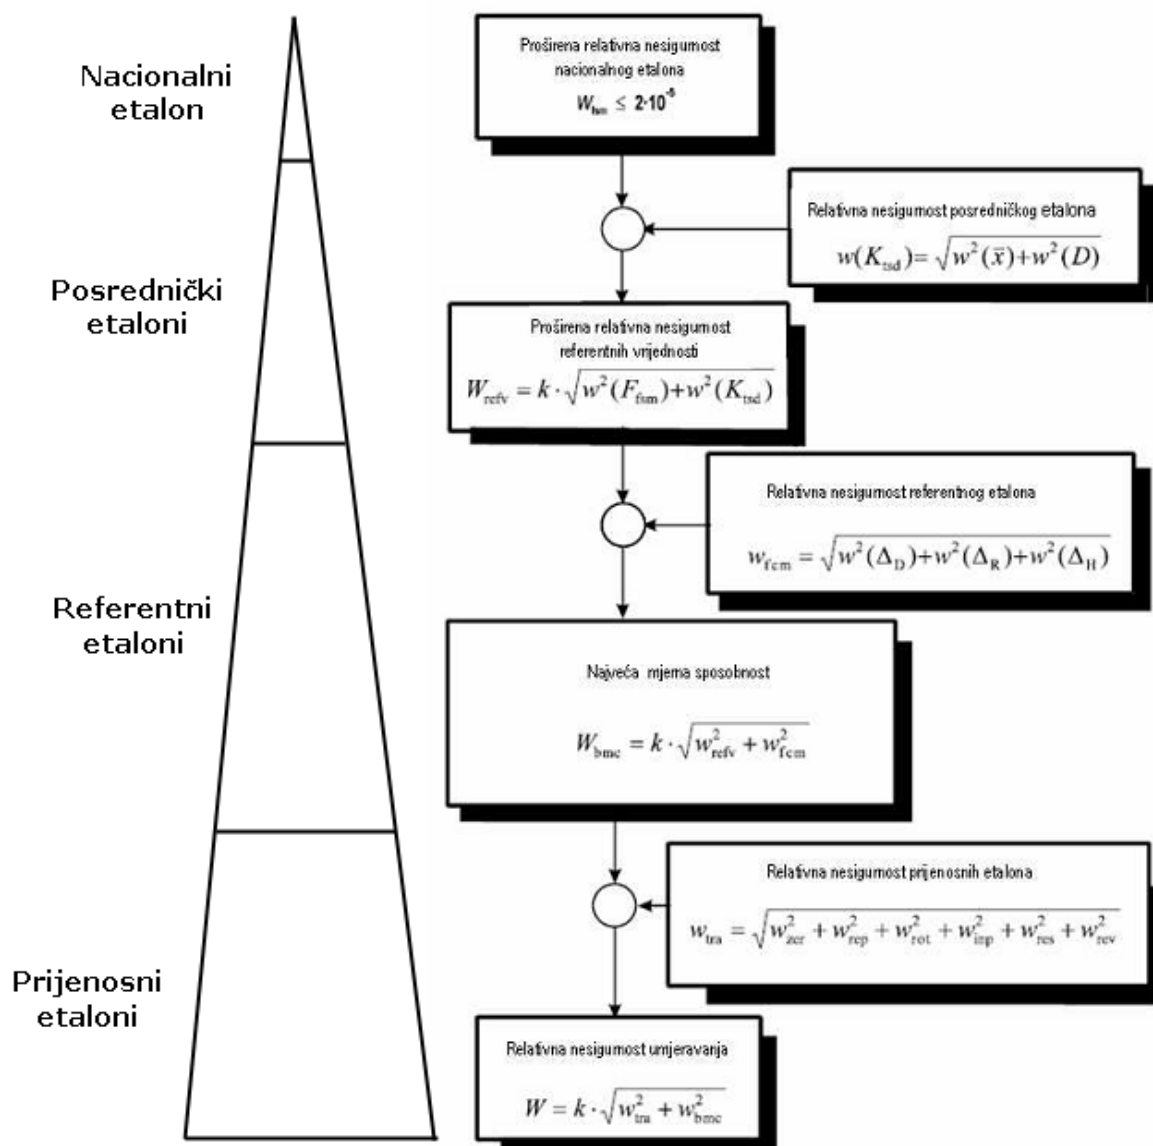 Nacionalni
etalon
Posrednički
etaloni
Referentni
etaloni
Prijenosni
etaloni
Proširena relativna nesigurnost
nacionalnog etalona
W_fsm ≤ 2·10⁻⁵
Relativna nesigurnost posredničkog etalona
w(K_tsd)=√(w²(x̄)+w²(D))
Proširena relativna nesigurnost
referentnih vrijednosti
W_refv = k·√(w²(F_fsm)+w²(K_tsd))
Relativna nesigurnost referentnog etalona
w_fcm = √(w²(Δ_D)+w²(Δ_R)+w²(Δ_H))
Najveća mjerna sposobnost
W_bmc = k·√(w²_refv + w²_fcm)
Relativna nesigurnost prijenosnih etalona
w_tra = √(w²_zer + w²_rep + w²_rot + w²_inp + w²_res + w²_rev)
Relativna nesigurnost umjeravanja
W = k·√(w²_tra + w²_bmc)